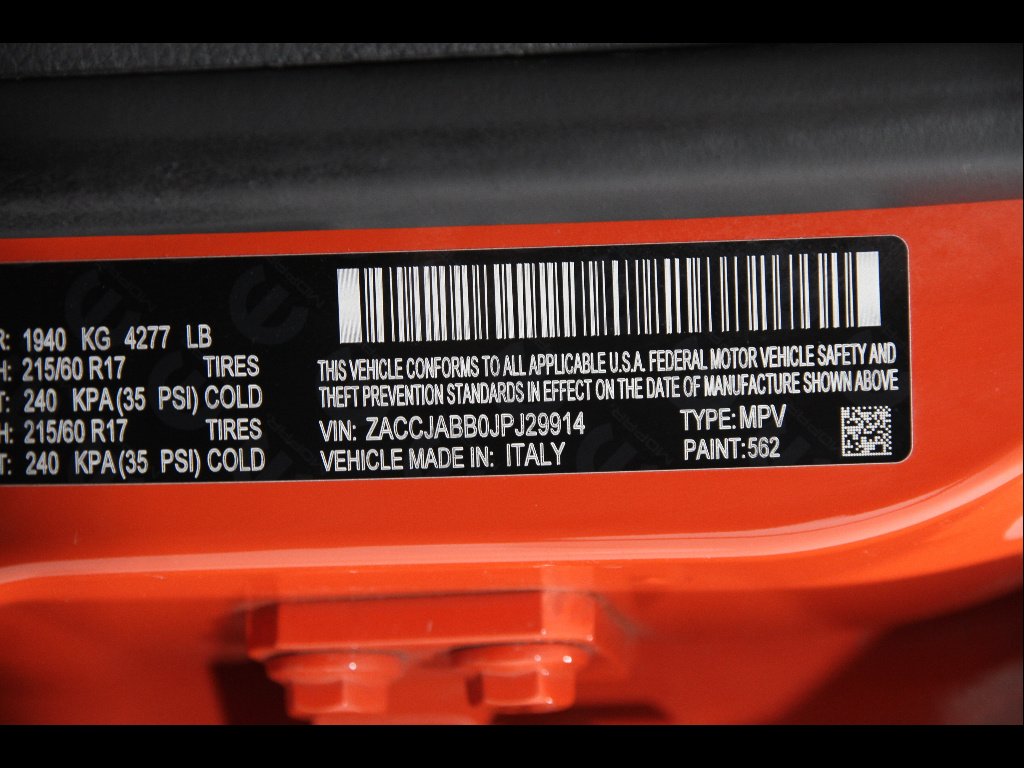 R: 1940 KG 4277 LB
H: 215/60 R17 TIRES
T: 240 KPA (35 PSI) COLD
H: 215/60 R17 TIRES
T: 240 KPA (35 PSI) COLD
THIS VEHICLE CONFORMS TO ALL APPLICABLE U.S.A. FEDERAL MOTOR VEHICLE SAFETY AND
THEFT PREVENTION STANDARDS IN EFFECT ON THE DATE OF MANUFACTURE SHOWN ABOVE
VIN: ZACCJABB0JPJ29914 TYPE: MPV
VEHICLE MADE IN: ITALY PAINT: 562